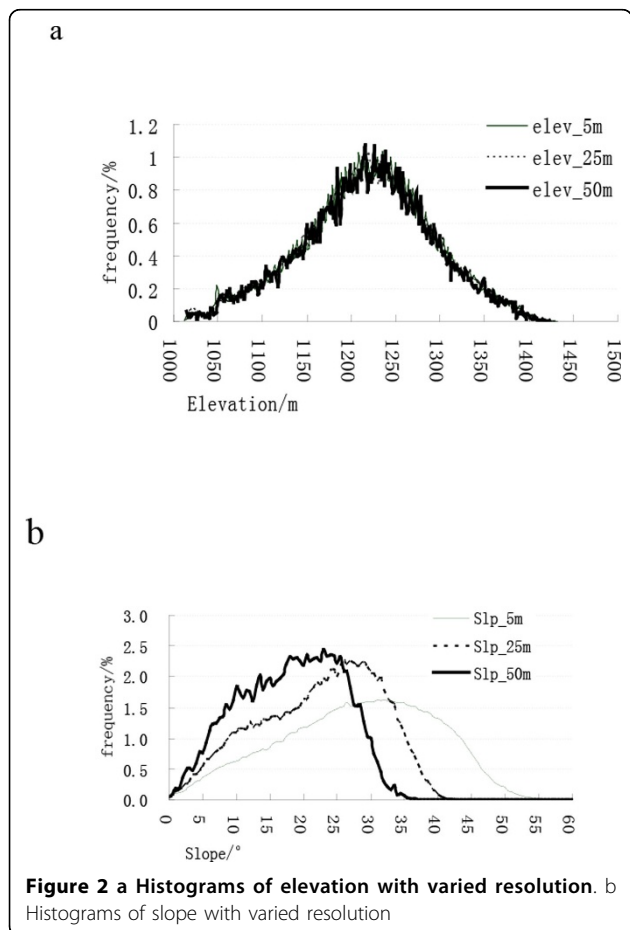 a
1.2
1
0.8
0.6
0.4
0.2
0
frequency/%
elev_5m
elev_25m
elev_50m
1000
1050
1100
1150
1200
1250
1300
1350
1400
1450
1500
Elevation/m
b
3.0
2.5
2.0
1.5
1.0
0.5
0.0
frequency/%
Slp_5m
Slp_25m
Slp_50m
0
5
10
15
20
25
30
35
40
45
50
55
60
Slope/°
Figure 2 a Histograms of elevation with varied resolution. b
Histograms of slope with varied resolution